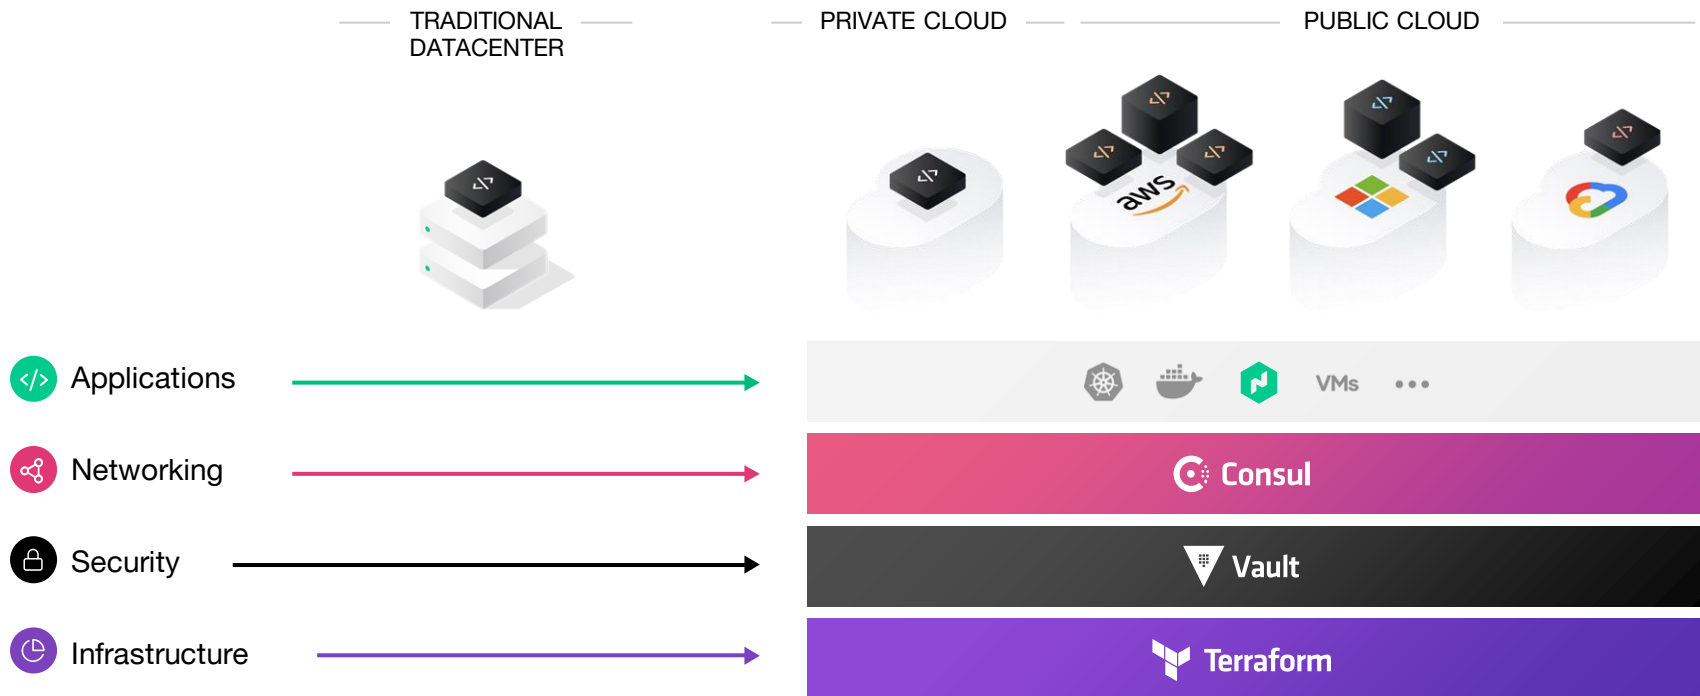 TRADITIONAL
DATACENTER
PRIVATE CLOUD
PUBLIC CLOUD
</>
</>
</>
</>
</>
</>
</>
</>
</>
aws
</> Applications
VMs
Networking
Consul
Security
Vault
Infrastructure
Terraform